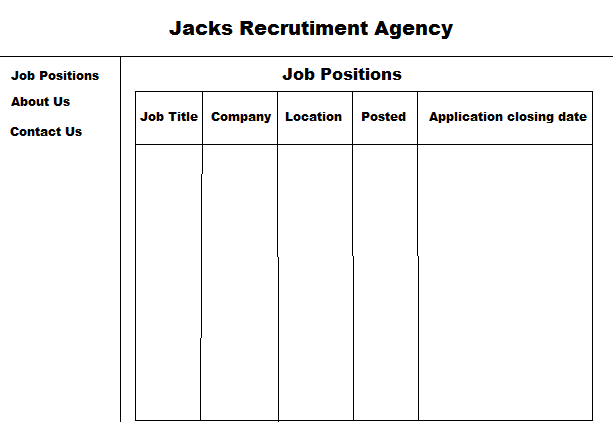 Jacks Recrutiment Agency
Job Positions
About Us
Contact Us
Job Positions
Job Title Company Location Posted Application closing date